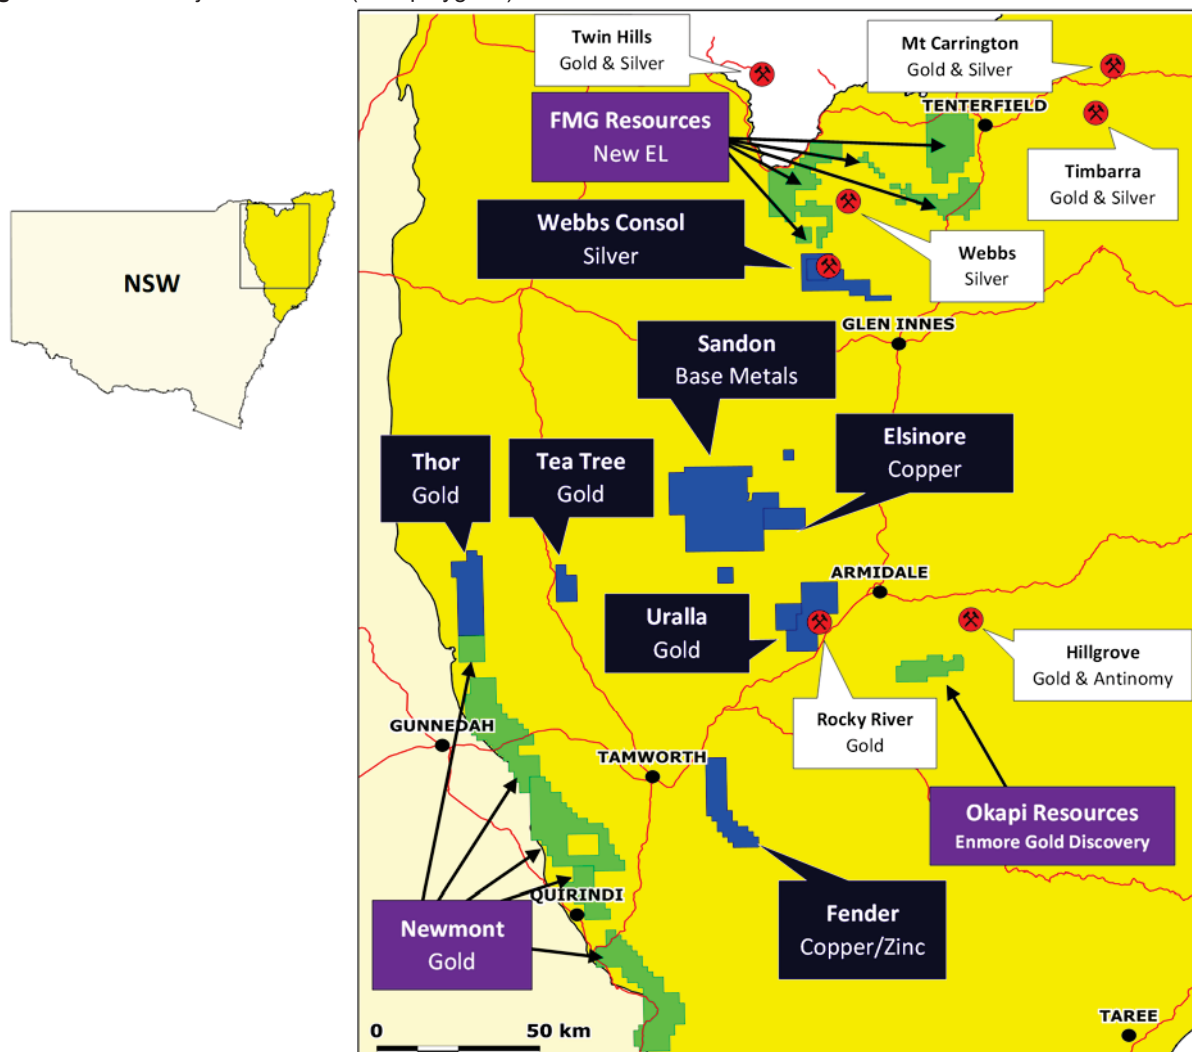 Twin Hills
Gold & Silver
Mt Carrington
Gold & Silver
TENTERFIELD
FMG Resources
New EL
Timbarra
Gold & Silver
Webbs Consol
Silver
Webbs
Silver
NSW
GLEN INNES
Sandon
Base Metals
Elsinore
Copper
Thor
Gold
Tea Tree
Gold
ARMIDALE
Uralla
Gold
Hillgrove
Gold & Antinomy
Rocky River
Gold
GUNNEDAH
TAMWORTH
Okapi Resources
Enmore Gold Discovery
QUIRINDI
Newmont
Gold
Fender
Copper/Zinc
TAREE
0 50 km